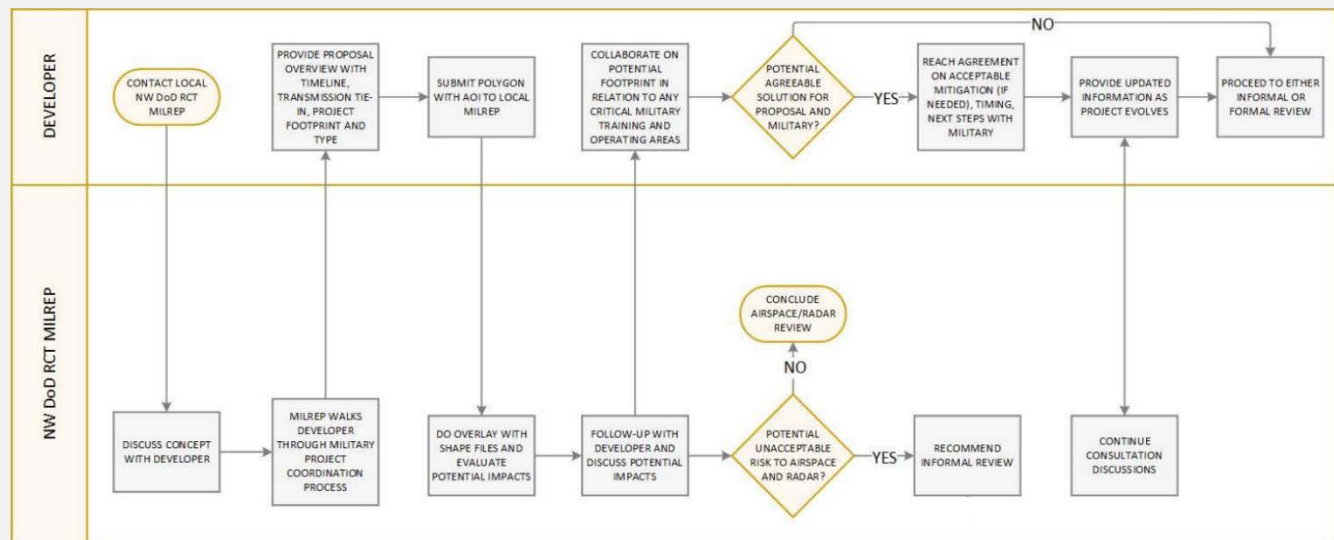 DEVELOPER
CONTACT LOCAL
NW DoD RCT
MILREP
PROVIDE PROPOSAL
OVERVIEW WITH
TIMELINE,
TRANSMISSION TIE-
IN, PROJECT
FOOTPRINT AND
TYPE
SUBMIT POLYGON
WITH AOI TO LOCAL
MILREP
COLLABORATE ON
POTENTIAL
FOOTPRINT IN
RELATION TO ANY
CRITICAL MILITARY
TRAINING AND
OPERATING AREAS
POTENTIAL
AGREEABLE
SOLUTION FOR
PROPOSAL AND
MILITARY?
NO
YES
REACH AGREEMENT
ON ACCEPTABLE
MITIGATION (IF
NEEDED), TIMING,
NEXT STEPS WITH
MILITARY
PROVIDE UPDATED
INFORMATION AS
PROJECT EVOLVES
PROCEED TO EITHER
INFORMAL OR
FORMAL REVIEW
NW DoD RCT MILREP
DISCUSS CONCEPT
WITH DEVELOPER
MILREP WALKS
DEVELOPER
THROUGH MILITARY
PROJECT
COORDINATION
PROCESS
DO OVERLAY WITH
SHAPE FILES AND
EVALUATE
POTENTIAL IMPACTS
FOLLOW-UP WITH
DEVELOPER AND
DISCUSS POTENTIAL
IMPACTS
CONCLUDE
AIRSPACE/RADAR
REVIEW
NO
POTENTIAL
UNACCEPTABLE
RISK TO AIRSPACE
AND RADAR?
YES
RECOMMEND
INFORMAL REVIEW
CONTINUE
CONSULTATION
DISCUSSIONS